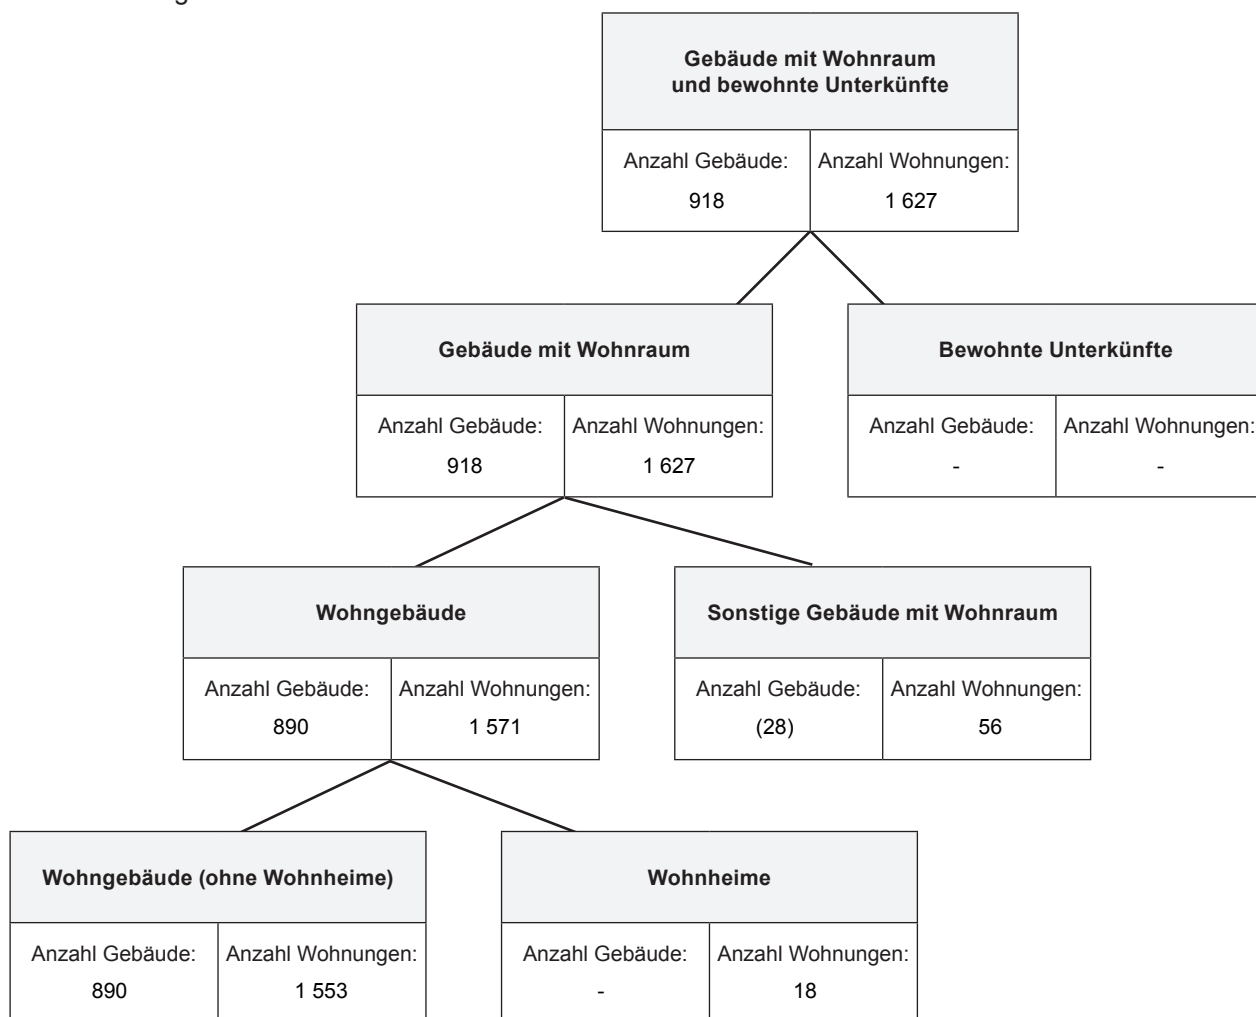 Gebäude mit Wohnraum
und bewohnte Unterkünfte
Anzahl Gebäude: Anzahl Wohnungen:
918 1 627
Gebäude mit Wohnraum
Anzahl Gebäude: Anzahl Wohnungen:
918 1 627
Bewohnte Unterkünfte
Anzahl Gebäude: Anzahl Wohnungen:
- -
Wohngebäude
Anzahl Gebäude: Anzahl Wohnungen:
890 1 571
Sonstige Gebäude mit Wohnraum
Anzahl Gebäude: Anzahl Wohnungen:
(28) 56
Wohngebäude (ohne Wohnheime)
Anzahl Gebäude: Anzahl Wohnungen:
890 1 553
Wohnheime
Anzahl Gebäude: Anzahl Wohnungen:
- 18